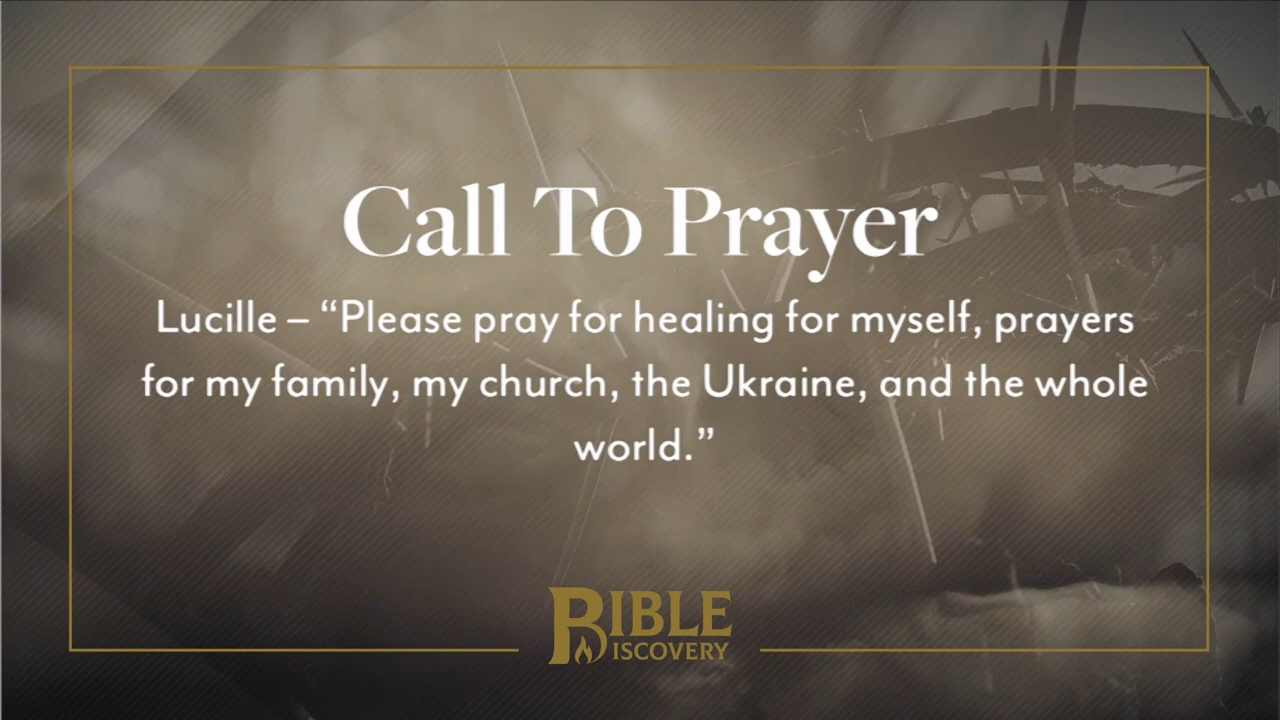 Call To Prayer
Lucille – “Please pray for healing for myself, prayers
for my family, my church, the Ukraine, and the whole
world.”
BIBLE
DISCOVERY